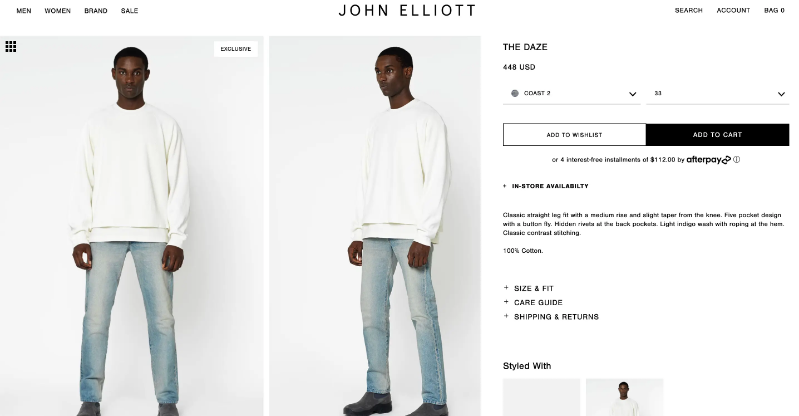 MEN WOMEN BRAND SALE
JOHN ELLIOTT
SEARCH ACCOUNT BAG 0
EXCLUSIVE
THE DAZE
448 USD
COAST 2
33
ADD TO WISHLIST
ADD TO CART
or 4 interest-free installments of $112.00 by afterpay ⓘ
+ IN-STORE AVAILABILTY
Classic straight leg fit with a medium rise and slight taper from the knee. Five pocket design
with a button fly. Hidden rivets at the back pockets. Light indigo wash with roping at the hem.
Classic contrast stitching.
100% Cotton.
+ SIZE & FIT
+ CARE GUIDE
+ SHIPPING & RETURNS
Styled With